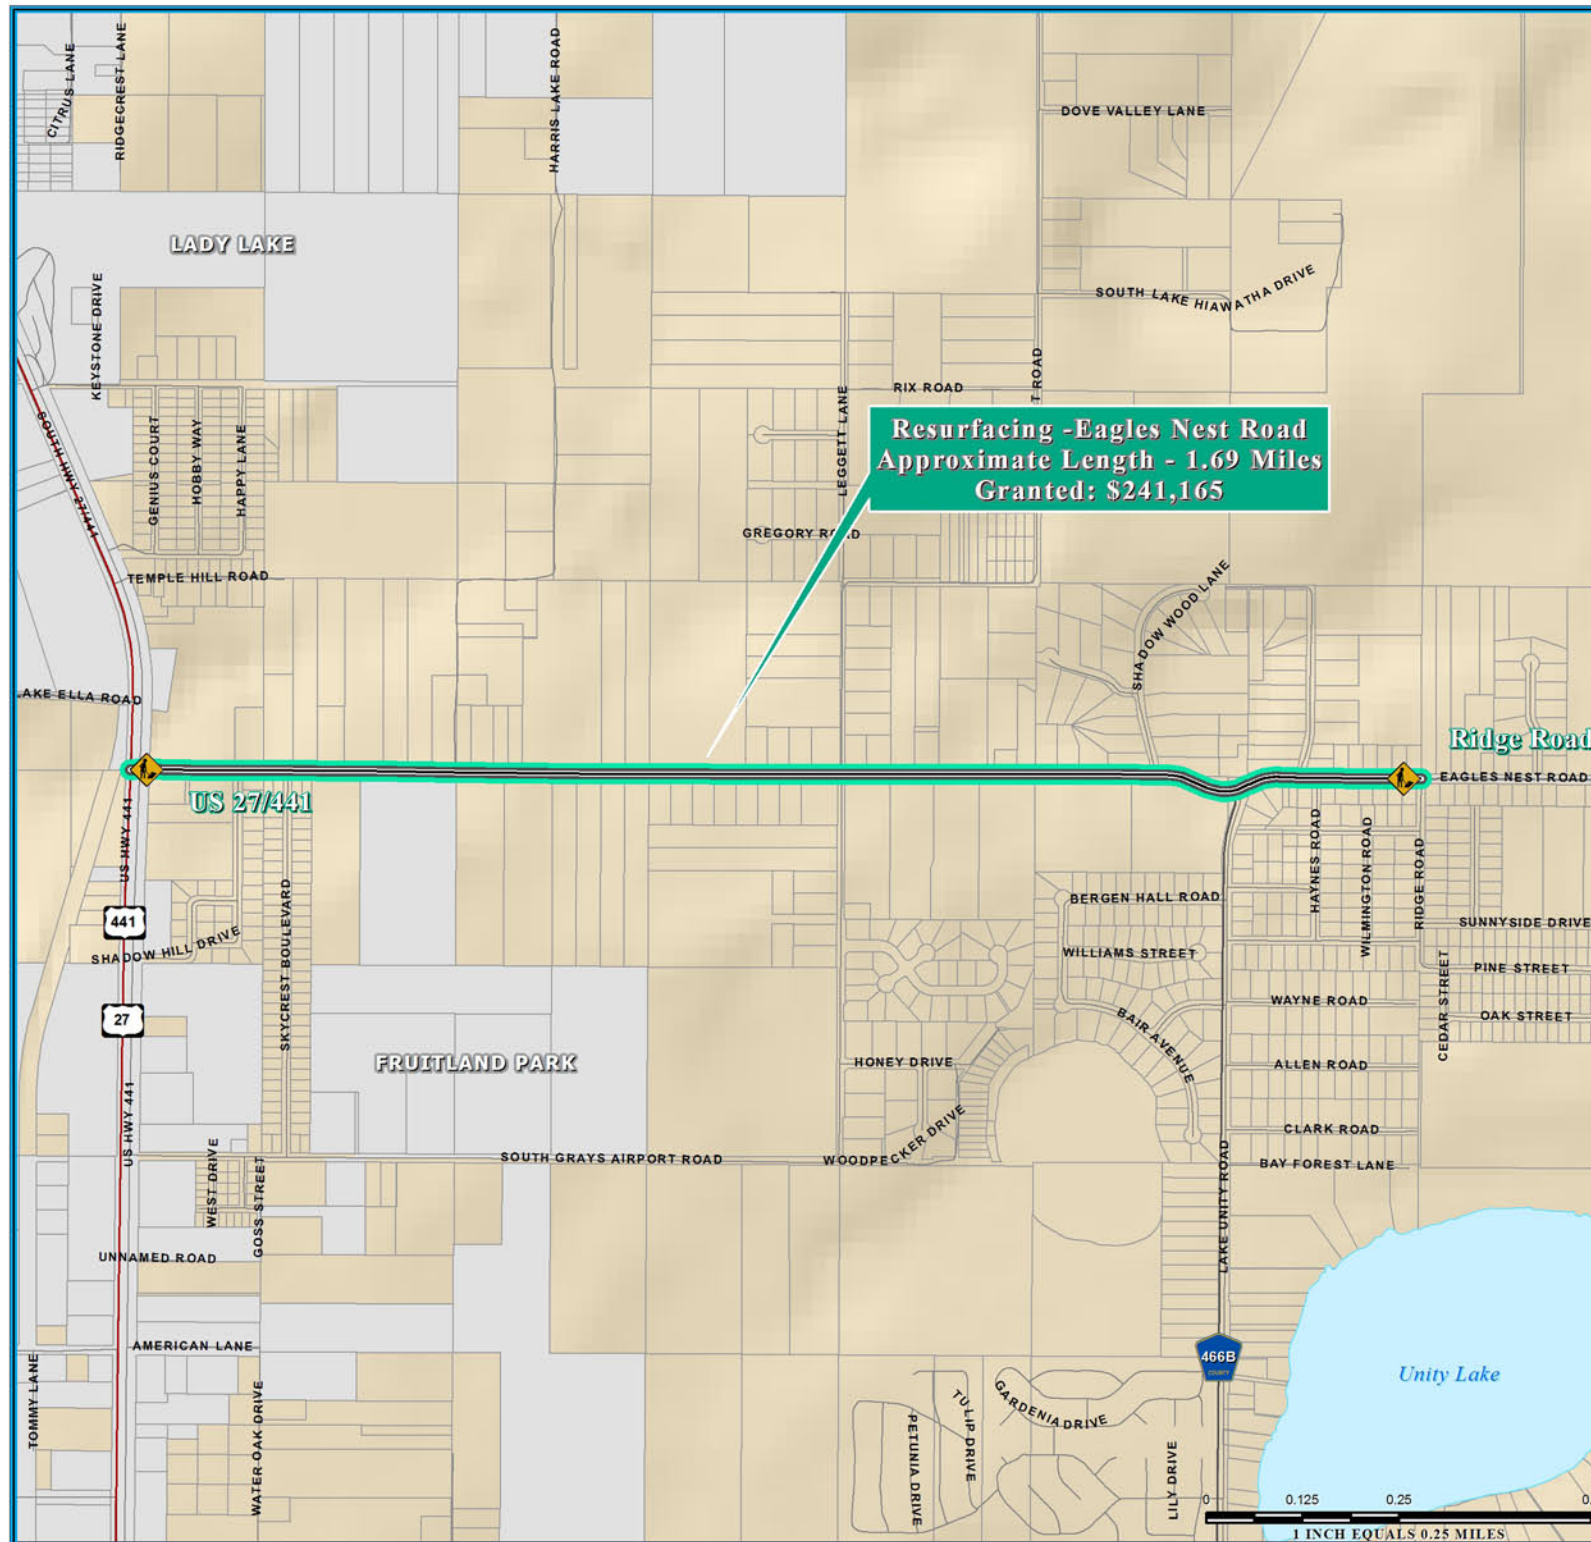 CITRUS LANE
RIDGECREST LANE
HARRIS LAKE ROAD
DOVE VALLEY LANE
LADY LAKE
KEYSTONE DRIVE
SOUTH LAKE HIAWATHA DRIVE
T ROAD
RIX ROAD
LEGGETT LANE
SOUTH HWY 27/441
GENIUS COURT
HOBBY WAY
HAPPY LANE
Resurfacing -Eagles Nest Road
Approximate Length - 1.69 Miles
Granted: $241,165
GREGORY ROAD
TEMPLE HILL ROAD
SHADOW WOOD LANE
LAKE ELLA ROAD
Ridge Road
EAGLES NEST ROAD
US 27/441
US HWY 441
441
SKYCREST BOULEVARD
SHADOW HILL DRIVE
27
HAYNES ROAD
WILMINGTON ROAD
RIDGE ROAD
BERGEN HALL ROAD
SUNNYSIDE DRIVE
WILLIAMS STREET
PINE STREET
CEDAR STREET
WAYNE ROAD
OAK STREET
BAIR AVENUE
FRUITLAND PARK
HONEY DRIVE
ALLEN ROAD
US HWY 441
CLARK ROAD
SOUTH GRAYS AIRPORT ROAD
WOODPECKER DRIVE
BAY FOREST LANE
WEST DRIVE
GOSS STREET
LAKE UNITY ROAD
UNNAMED ROAD
AMERICAN LANE
466B
COUNTY
Unity Lake
TOMMY LANE
WATER OAK DRIVE
PETUNIA DRIVE
TULIP DRIVE
GARDENIA DRIVE
LILY DRIVE
0 0.125 0.25
1 INCH EQUALS 0.25 MILES